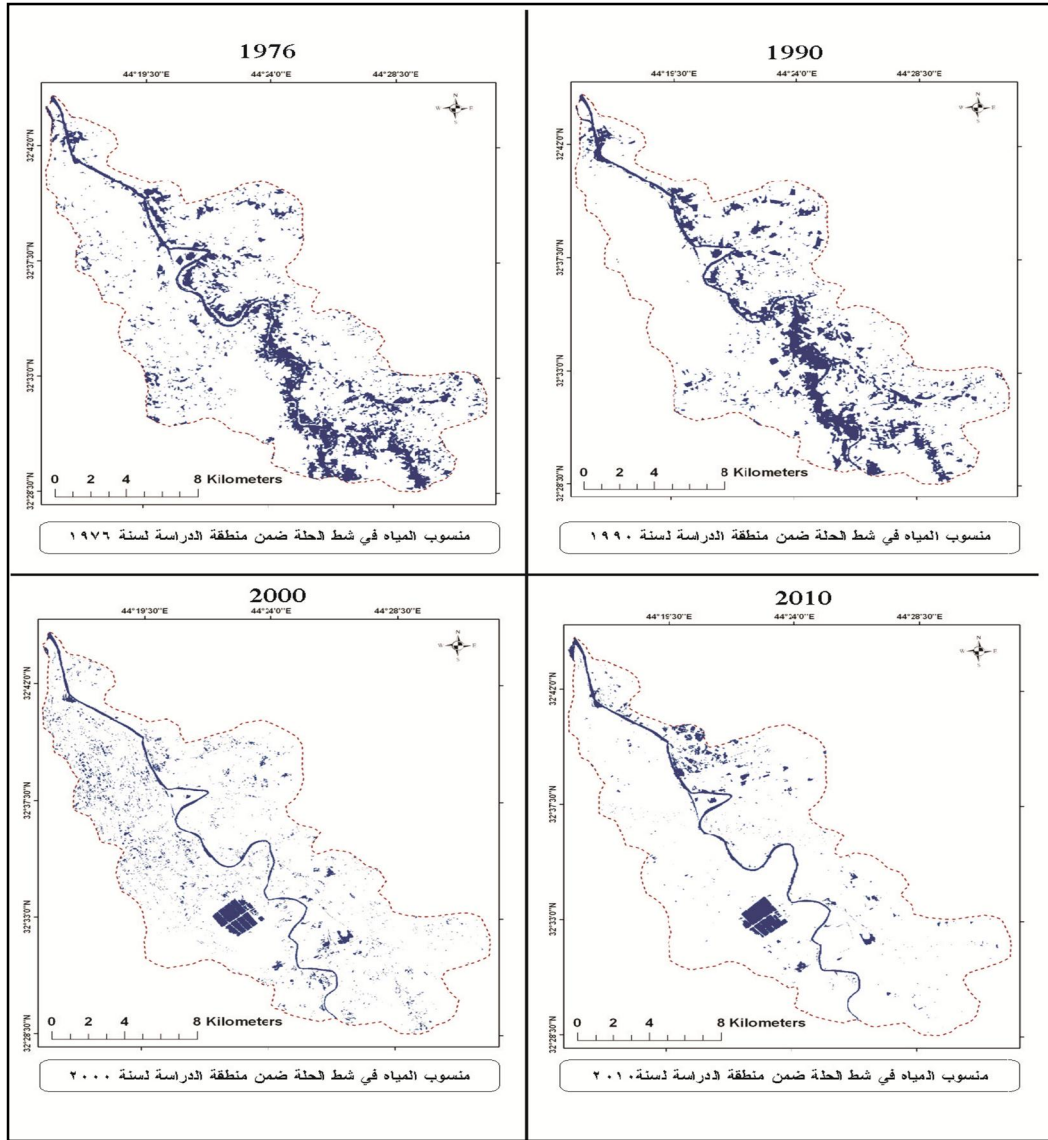 1976
44°19'30"E 44°24'0"E 44°28'30"E
N
W E
S
32°42'0"N
32°37'30"N
32°33'0"N
32°28'30"N
0 2 4 8 Kilometers
منسوب المياه في شط الحلة ضمن منطقة الدراسة لسنة ١٩٧٦
1990
44°19'30"E 44°24'0"E 44°28'30"E
N
W E
S
32°42'0"N
32°37'30"N
32°33'0"N
32°28'30"N
0 2 4 8 Kilometers
منسوب المياه في شط الحلة ضمن منطقة الدراسة لسنة ١٩٩٠
2000
44°19'30"E 44°24'0"E 44°28'30"E
N
W E
S
32°42'0"N
32°37'30"N
32°33'0"N
32°28'30"N
0 2 4 8 Kilometers
منسوب المياه في شط الحلة ضمن منطقة الدراسة لسنة ٢٠٠٠
2010
44°19'30"E 44°24'0"E 44°28'30"E
N
W E
S
32°42'0"N
32°37'30"N
32°33'0"N
32°28'30"N
0 2 4 8 Kilometers
منسوب المياه في شط الحلة ضمن منطقة الدراسة لسنة ٢٠١٠